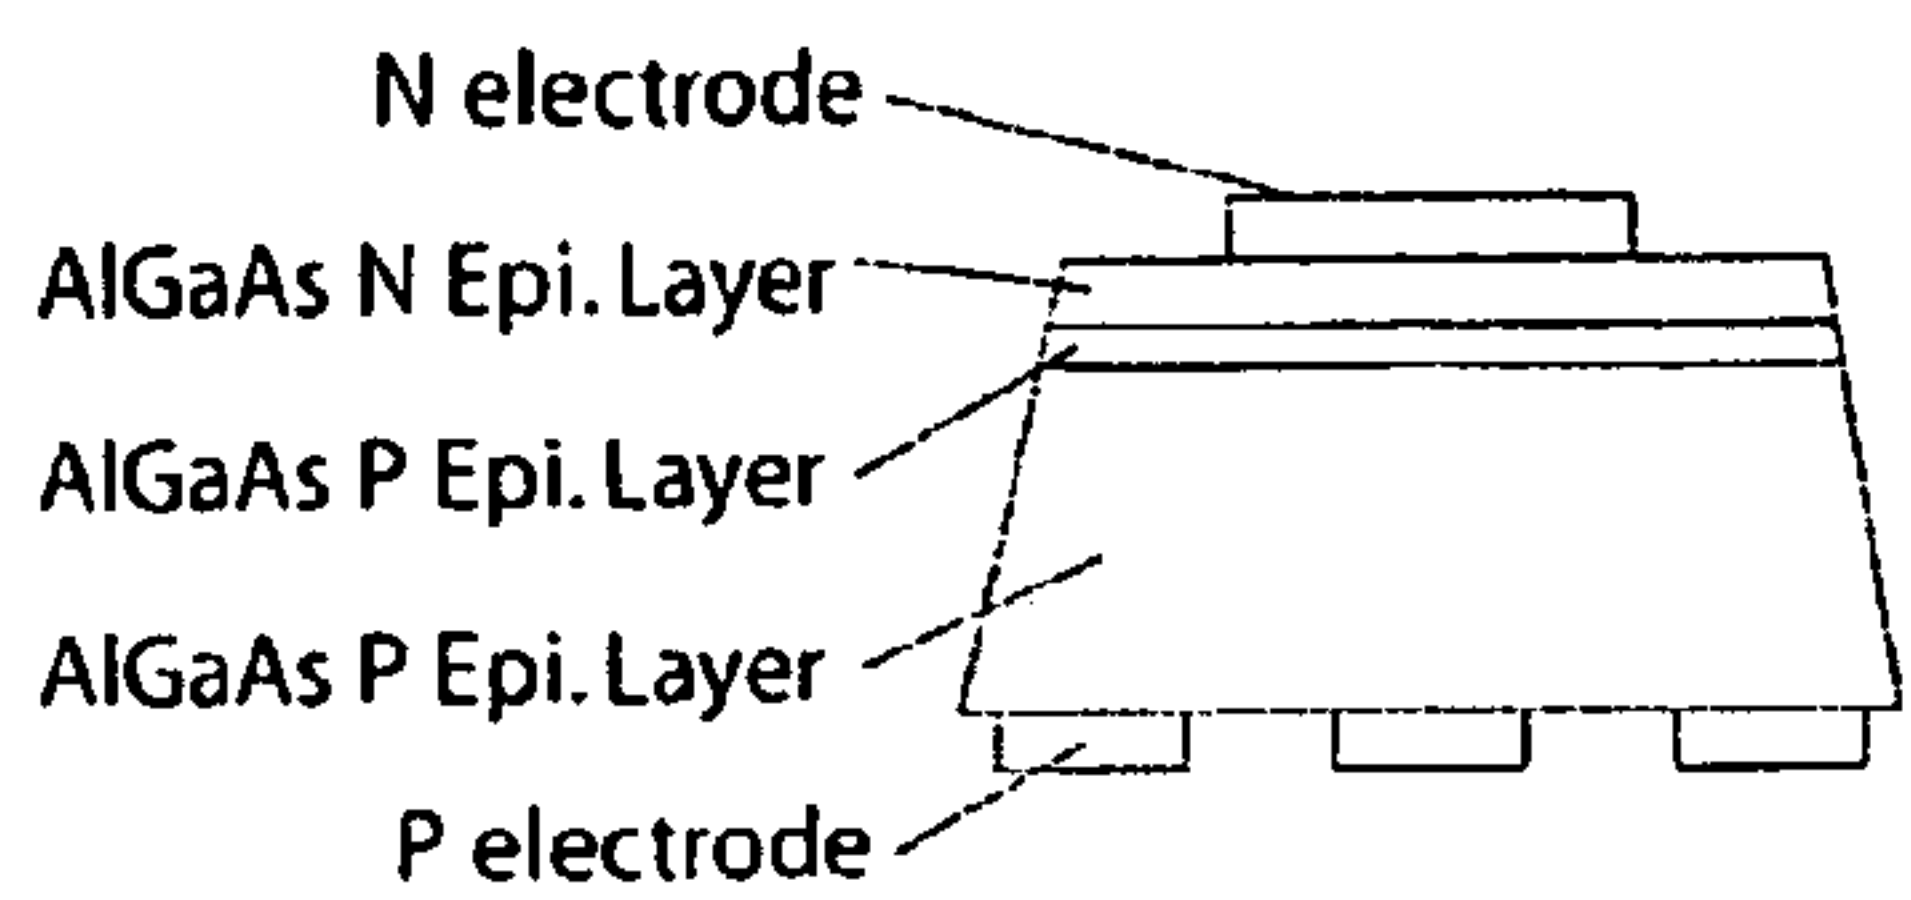 N electrode
AlGaAs N Epi. Layer
AlGaAs P Epi. Layer
AlGaAs P Epi. Layer
P electrode